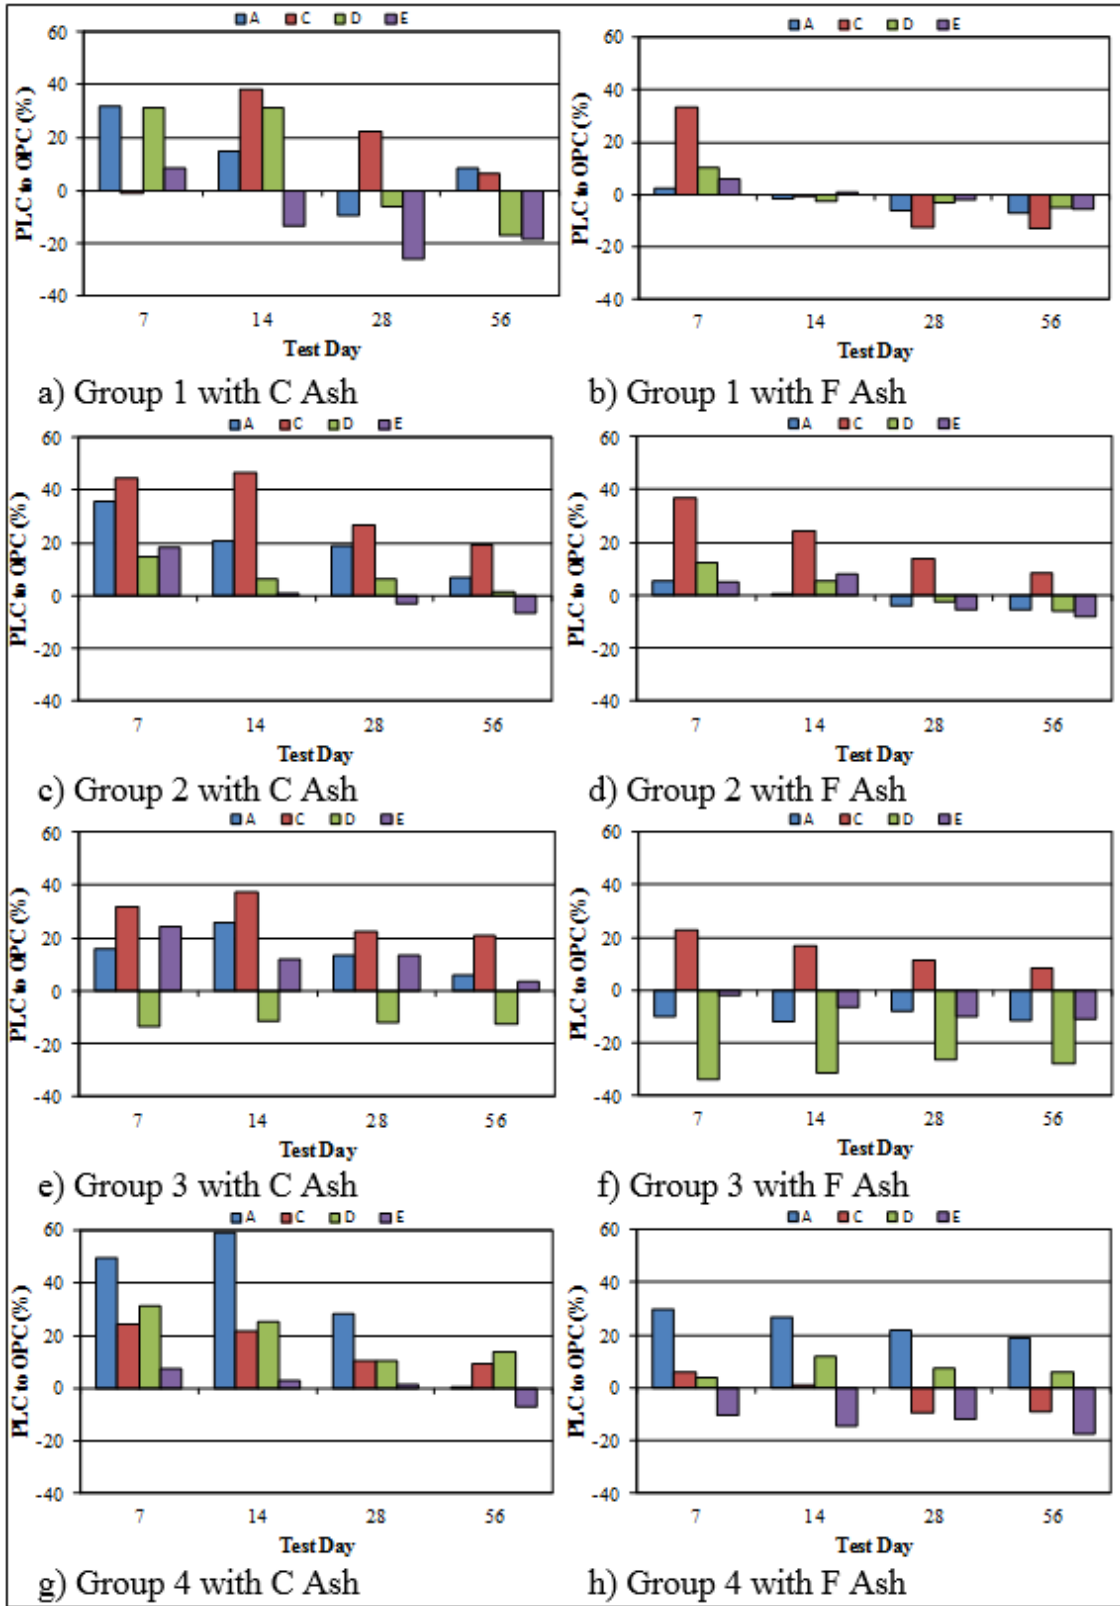 A C D E
60
40
20
0
-20
-40
PLC to OPC (%)
7 14 28 56
Test Day
a) Group 1 with C Ash
A C D E
60
40
20
0
-20
-40
PLC to OPC (%)
7 14 28 56
Test Day
b) Group 1 with F Ash
A C D E
60
40
20
0
-20
-40
PLC to OPC (%)
7 14 28 56
Test Day
c) Group 2 with C Ash
A C D E
60
40
20
0
-20
-40
PLC to OPC (%)
7 14 28 56
Test Day
d) Group 2 with F Ash
A C D E
60
40
20
0
-20
-40
PLC to OPC (%)
7 14 28 56
Test Day
e) Group 3 with C Ash
A C D E
60
40
20
0
-20
-40
PLC to OPC (%)
7 14 28 56
Test Day
f) Group 3 with F Ash
A C D E
60
40
20
0
-20
-40
PLC to OPC (%)
7 14 28 56
Test Day
g) Group 4 with C Ash
A C D E
60
40
20
0
-20
-40
PLC to OPC (%)
7 14 28 56
Test Day
h) Group 4 with F Ash